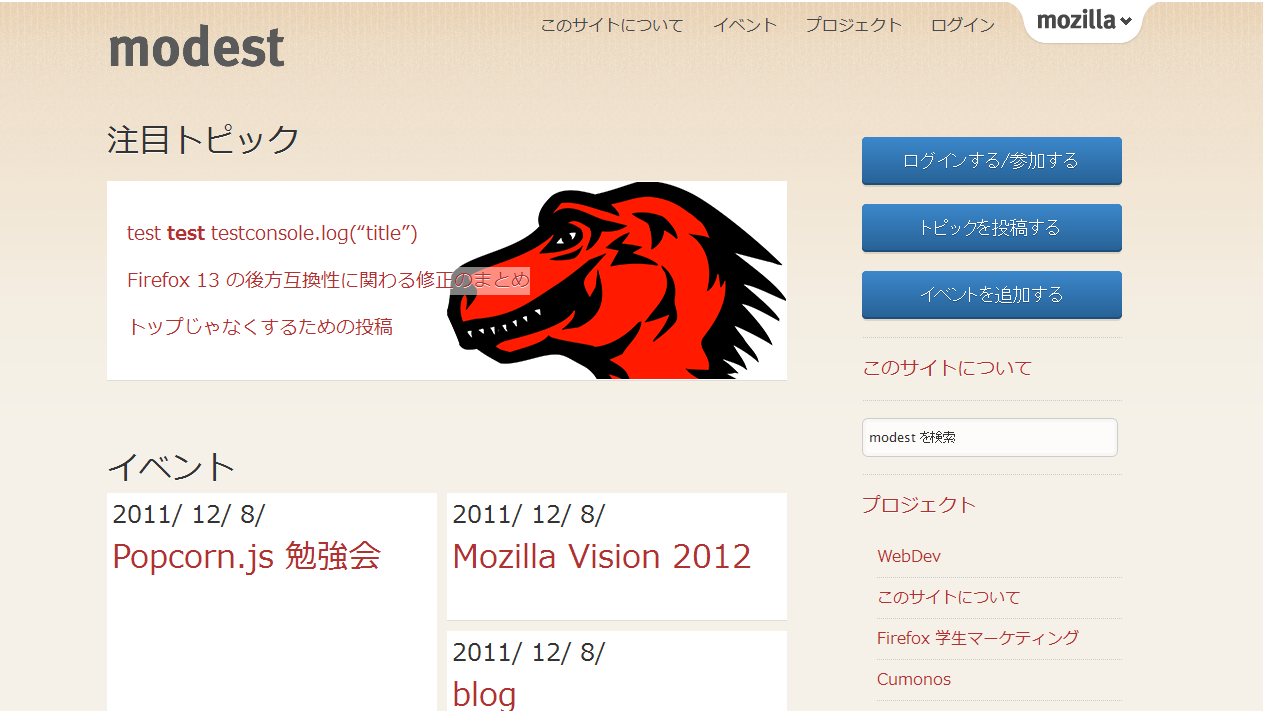 このサイトについて イベント プロジェクト ログイン mozilla
modest
注目トピック
test test testconsole.log(“title”)
Firefox 13 の後方互換性に関わる修正のまとめ
トップじゃなくするための投稿
ログインする/参加する
トピックを投稿する
イベントを追加する
このサイトについて
modest を検索
プロジェクト
WebDev
このサイトについて
Firefox 学生マーケティング
Cumonos
イベント
2011/ 12/ 8/
Popcorn.js 勉強会
2011/ 12/ 8/
Mozilla Vision 2012
2011/ 12/ 8/
blog